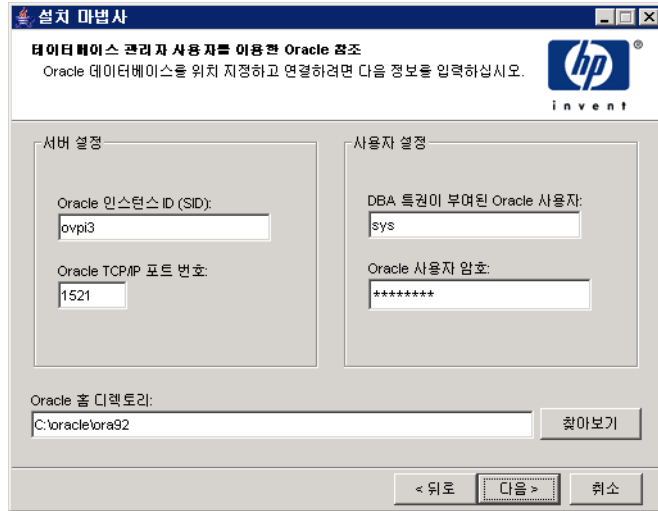 설치 마법사
데이터베이스 관리자 사용자를 이용한 Oracle 참조
Oracle 데이터베이스를 위치 지정하고 연결하려면 다음 정보를 입력하십시오.
hp
®
invent
서버 설정
Oracle 인스턴스 ID (SID):
ovpi3
Oracle TCP/IP 포트 번호:
1521
사용자 설정
DBA 특권이 부여된 Oracle 사용자:
sys
Oracle 사용자 암호:
********
Oracle 홈 디렉토리:
C:\oracle\ora92
찾아보기
< 뒤로
다음 >
취소